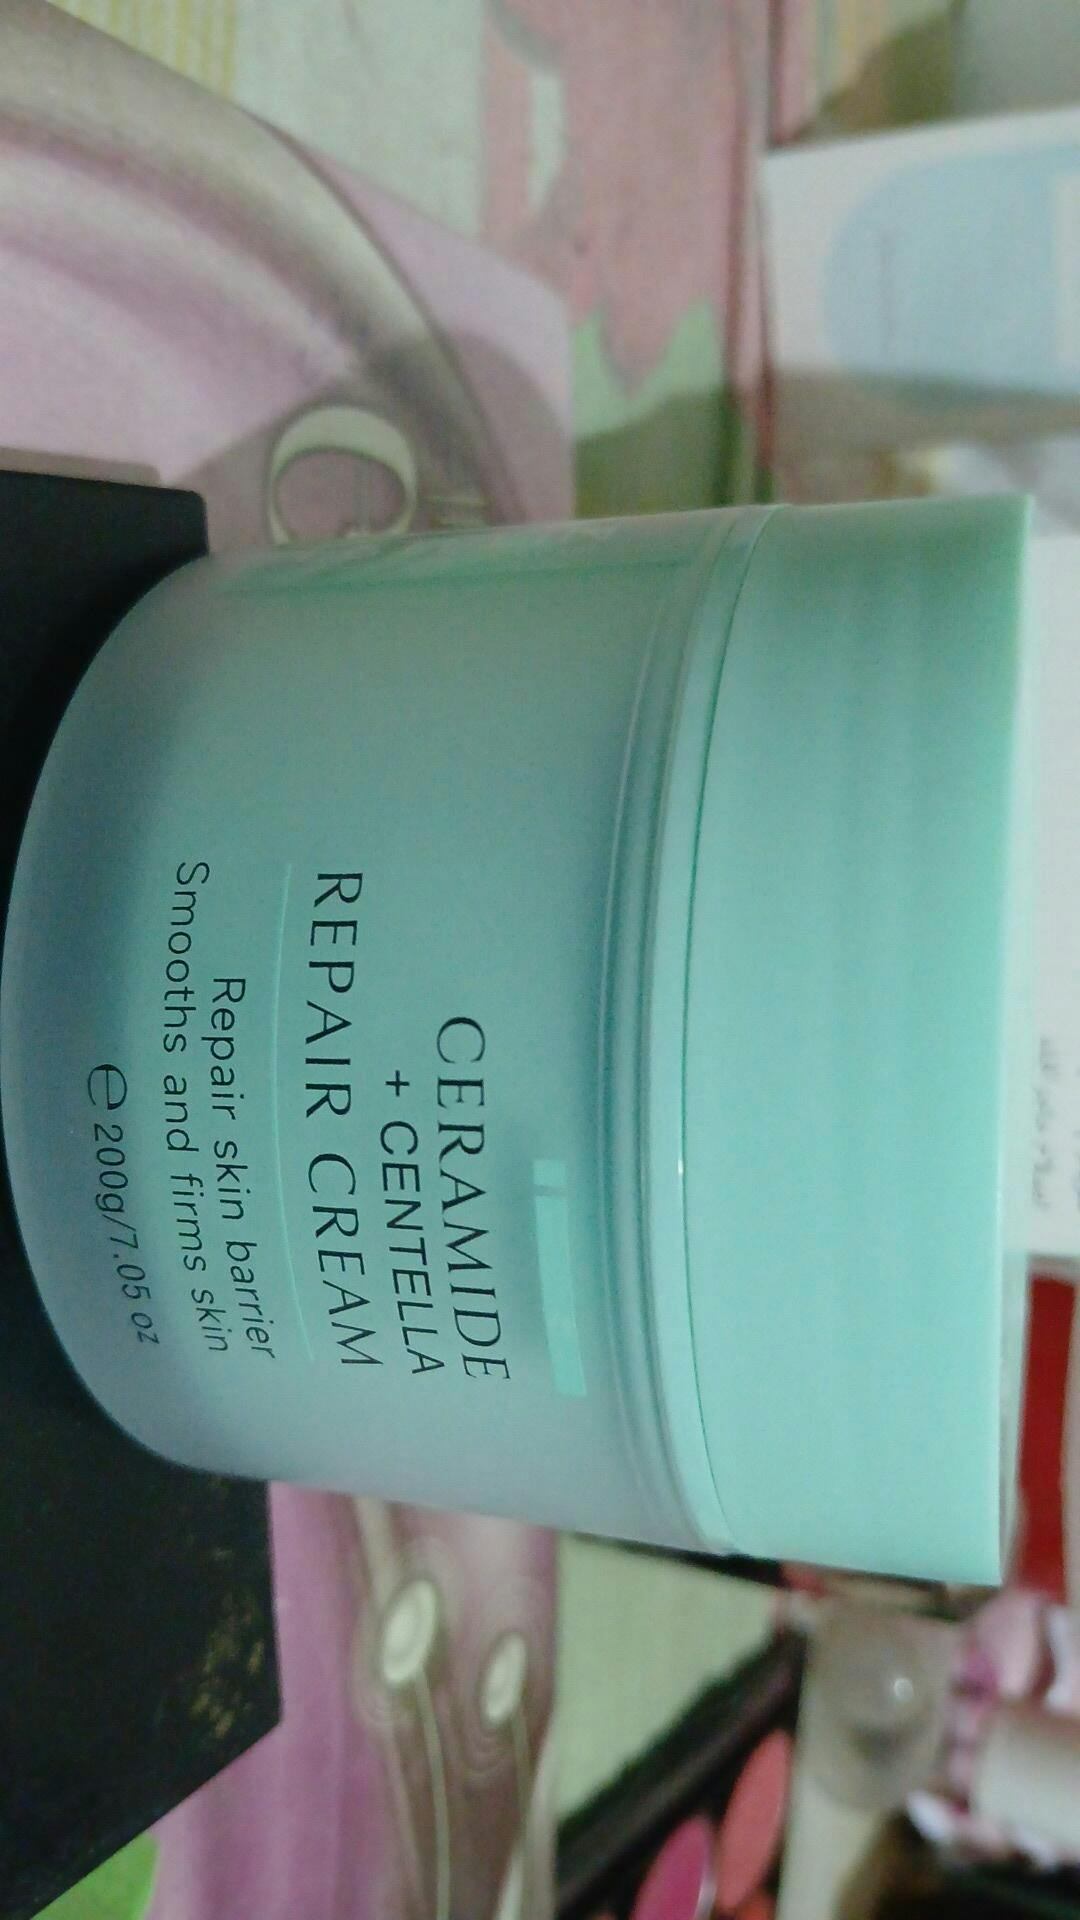 CERAMIDE
+ CENTELLA
REPAIR CREAM
Repair skin barrier
Smooths and firms skin
℮ 200g/7.05 oz